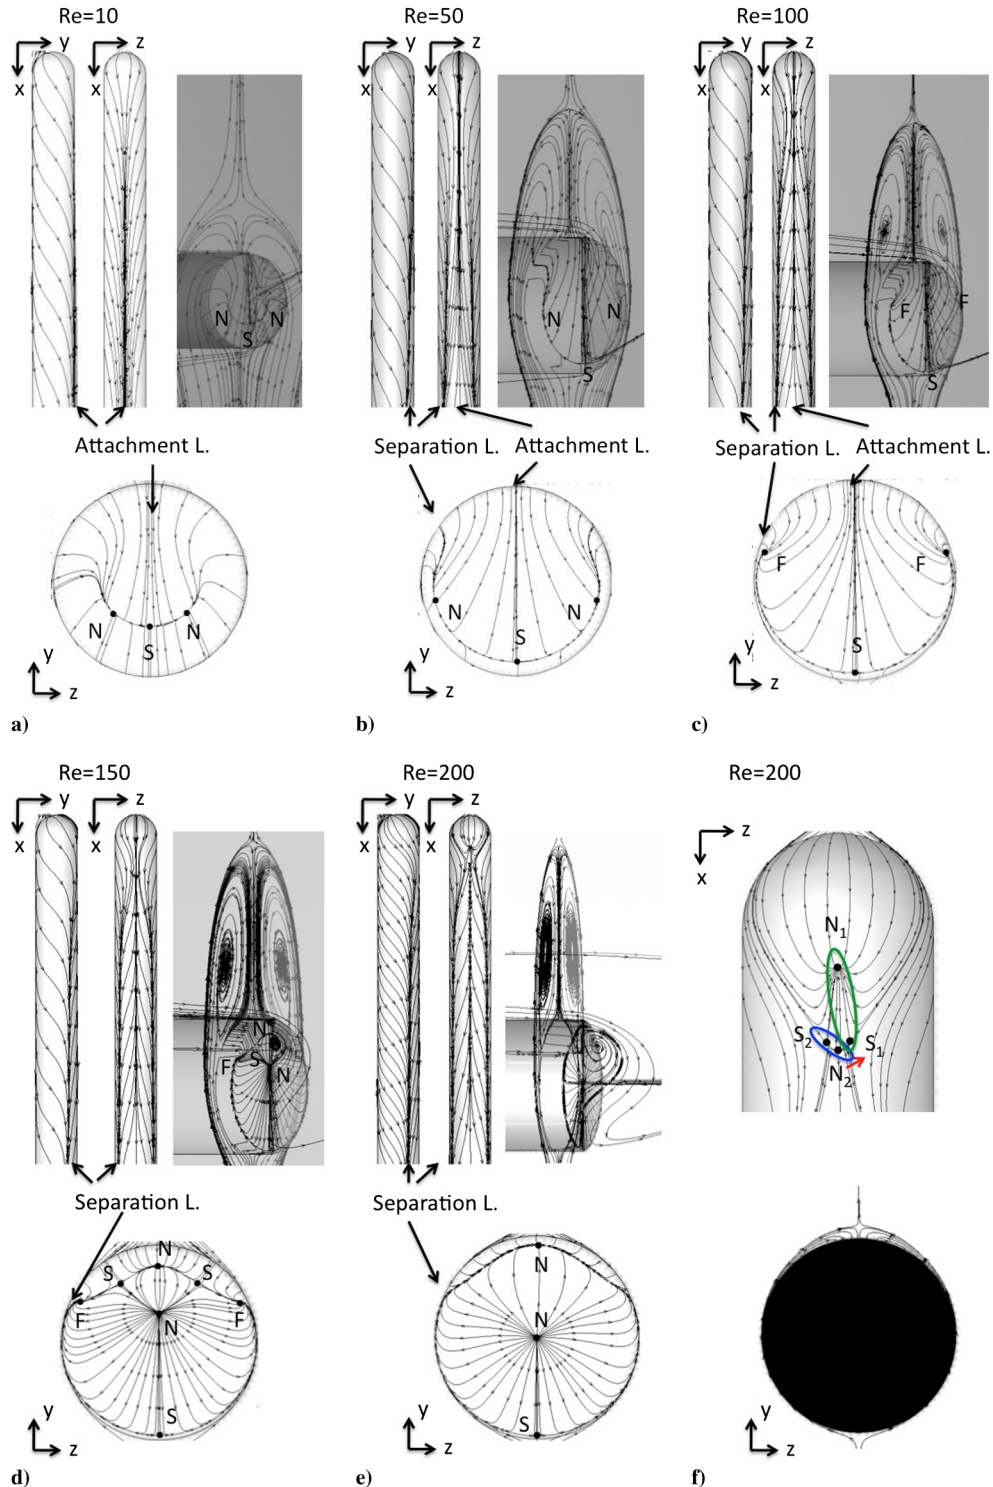 Re=10
Re=50
Re=100
y
z
y
z
y
z
x
x
x
x
x
x
N
N
S
N
N
S
F
F
S
Attachment L.
Separation L.
Attachment L.
Separation L.
Attachment L.
N
N
S
N
N
S
F
F
S
y
z
y
z
y
z
a)
b)
c)
Re=150
Re=200
Re=200
y
z
y
z
z
x
x
x
x
x
N
F
S
N
N1
S2
S1
N2
Separation L.
Separation L.
N
S
S
F
F
N
S
N
N
S
y
z
y
z
y
z
d)
e)
f)